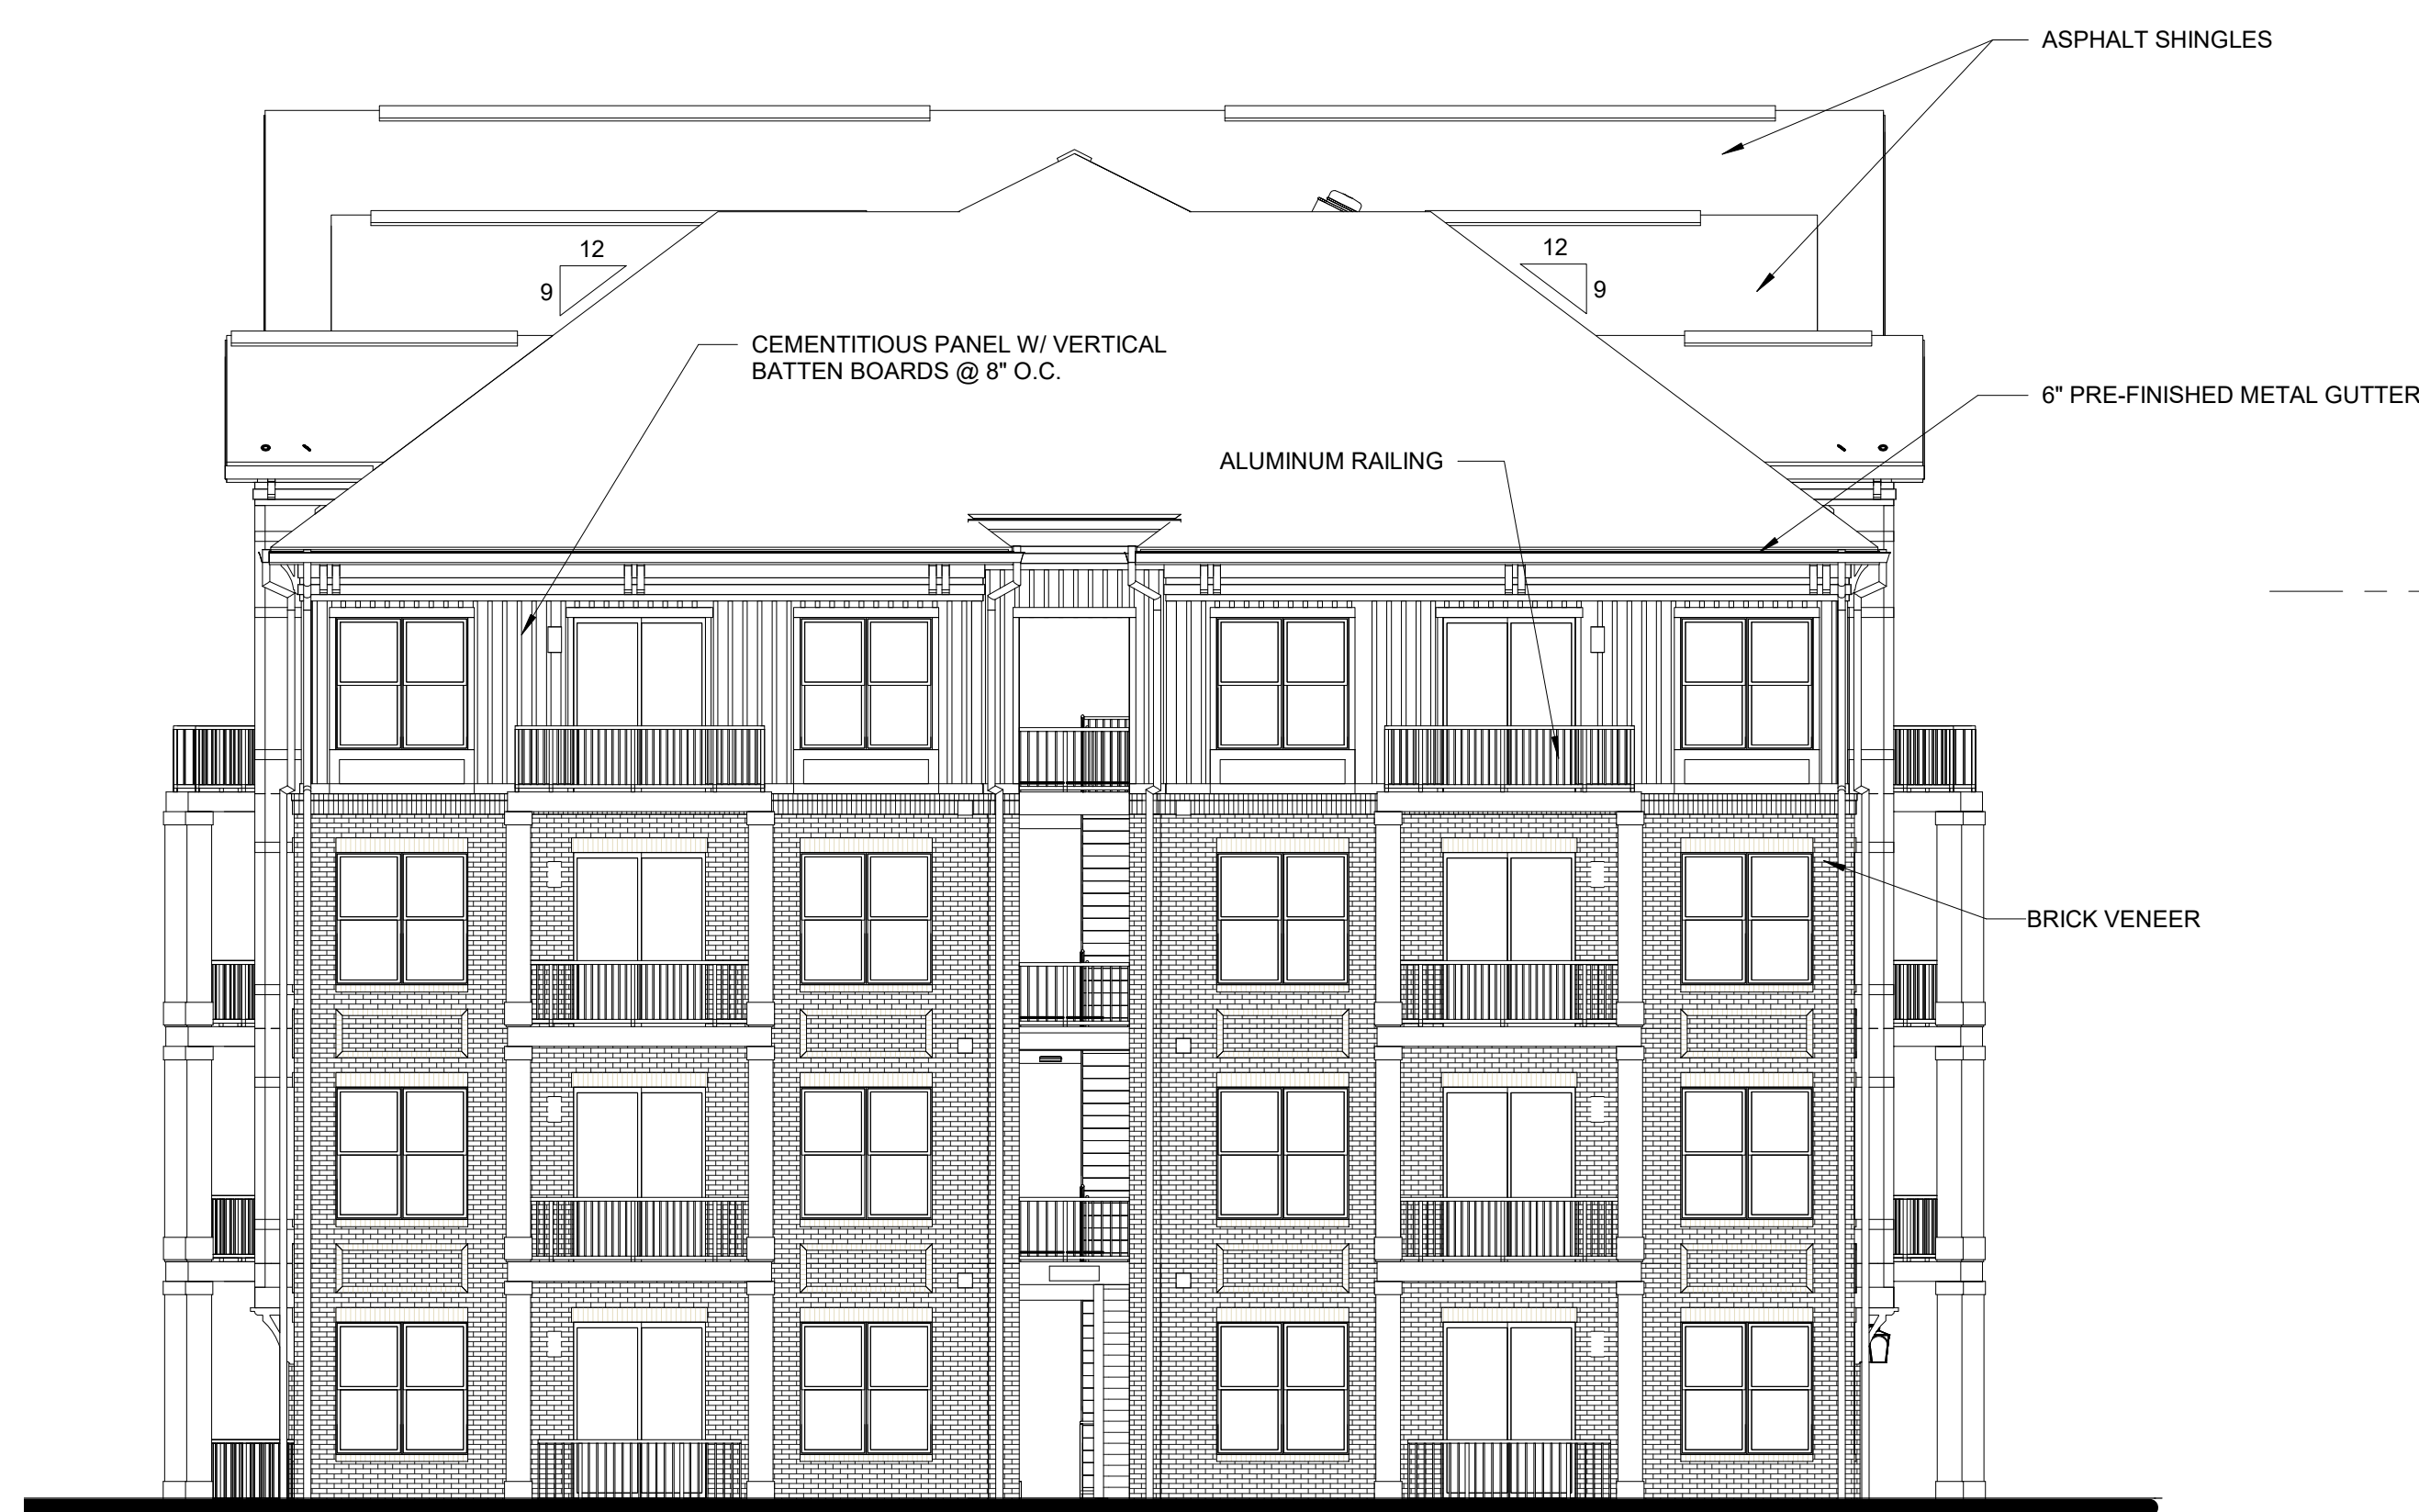 ASPHALT SHINGLES
12
9
12
9
CEMENTITIOUS PANEL W/ VERTICAL
BATTEN BOARDS @ 8" O.C.
6" PRE-FINISHED METAL GUTTER
ALUMINUM RAILING
BRICK VENEER